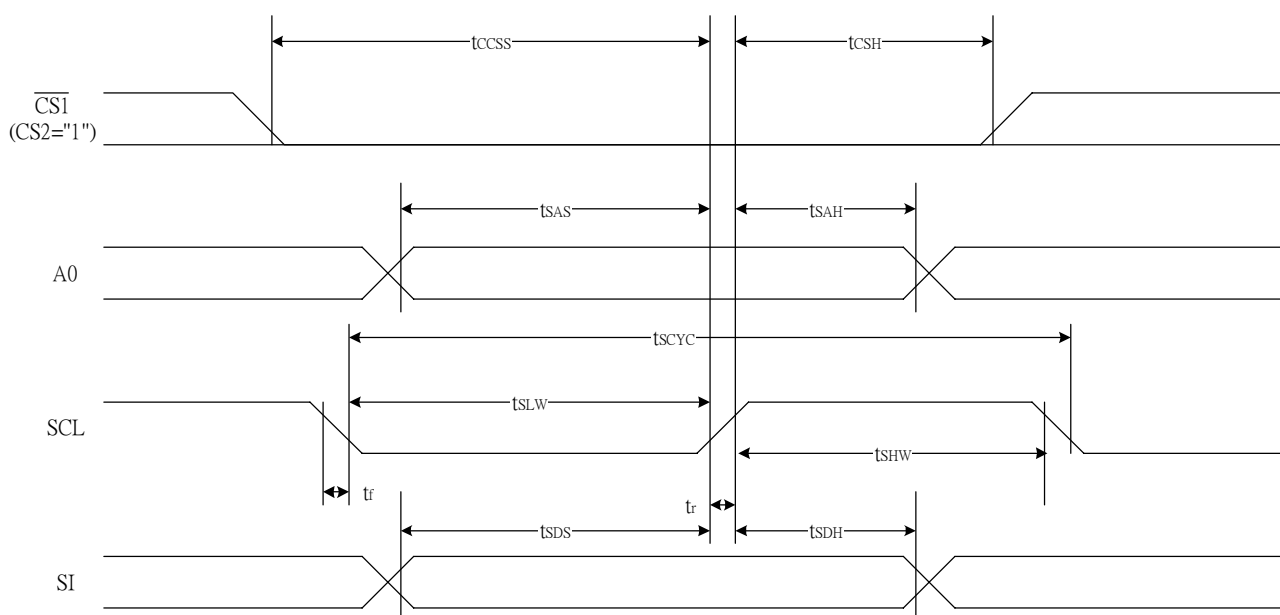 tCCSS tCSH
CS1
(CS2="1")
tSAS tSAH
A0
tSCYC
tSLW
SCL
tSHW
tf
tr
tSDS tSDH
SI